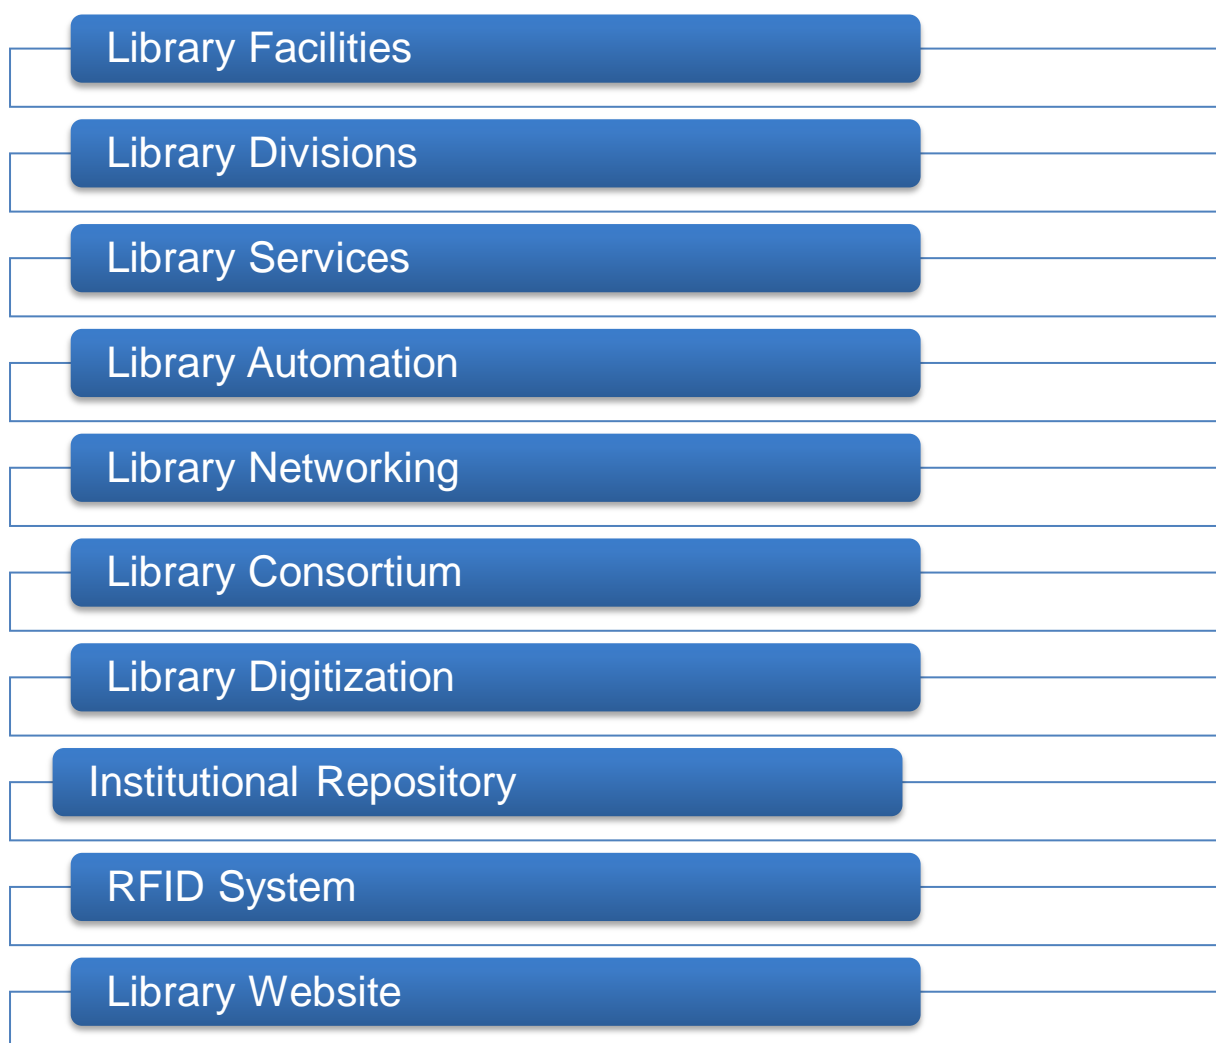 Library Facilities
Library Divisions
Library Services
Library Automation
Library Networking
Library Consortium
Library Digitization
Institutional Repository
RFID System
Library Website